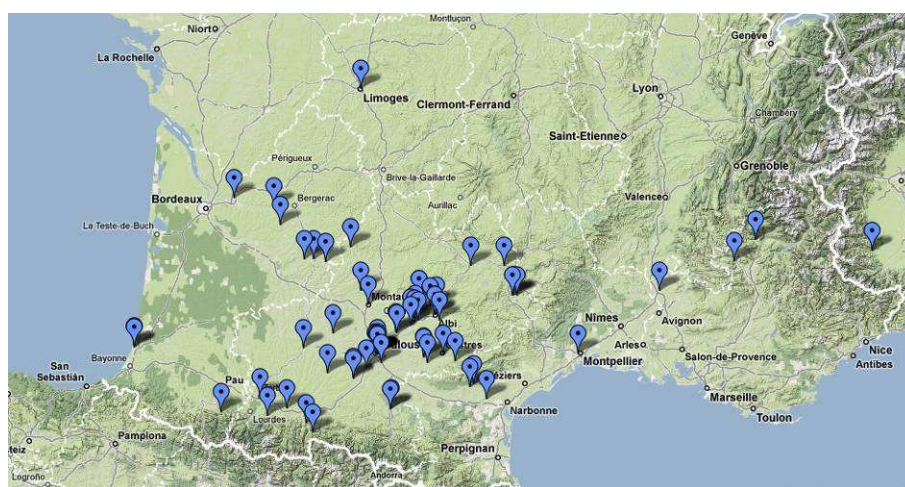 Montluçon
Niort
Genève
La Rochelle
Limoges
Clermont-Ferrand
Lyon
Chambéry
Saint-Etienne
Périgueux
Grenoble
Brive-la-Gaillarde
Bordeaux
Bergerac
Aurillac
Valence
La Teste-de-Buch
Monta
Albi
Avignon
Nîmes
Arles
Bayonne
Montpellier
Salon-de-Provence
Nice
Antibes
San
Sebastián
Pau
Marseille
Narbonne
Toulon
Lourdes
Pamplona
Perpignan
Andorra
Logroño